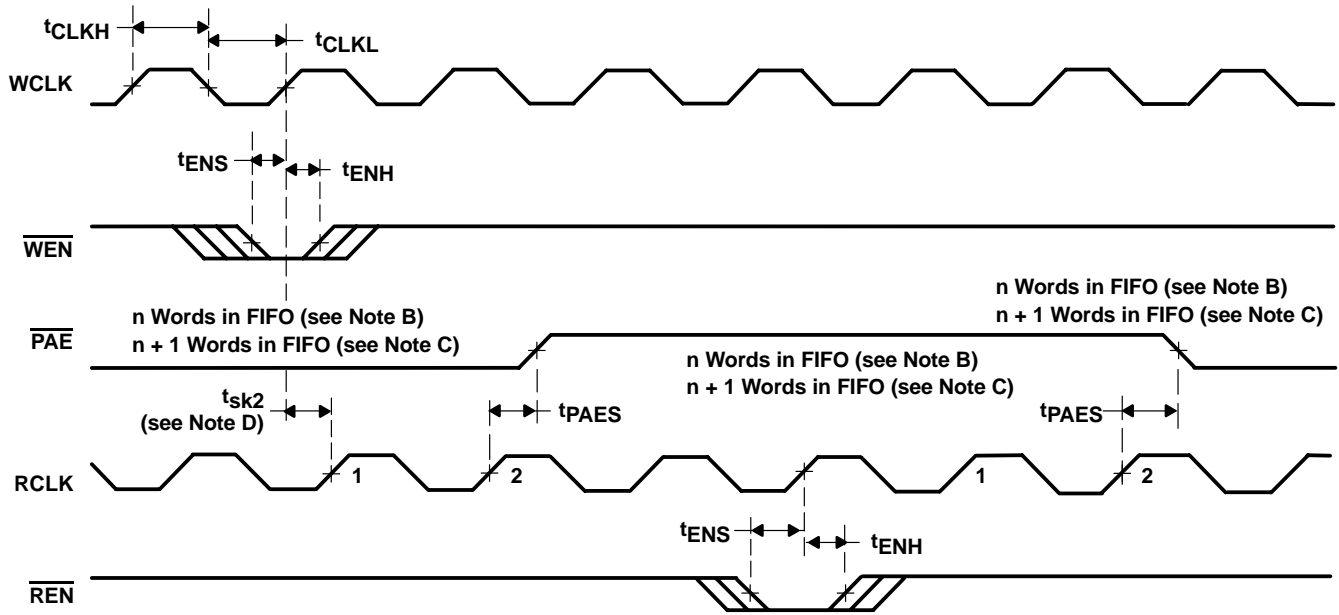 tCLKH
tCLKL
WCLK
tENS
tENH
WEN
n Words in FIFO (see Note B)
n + 1 Words in FIFO (see Note C)
PAE
n Words in FIFO (see Note B)
n + 1 Words in FIFO (see Note C)
n Words in FIFO (see Note B)
n + 1 Words in FIFO (see Note C)
tsk2
(see Note D)
tPAES
tPAES
RCLK
1
2
1
2
tENS
tENH
REN